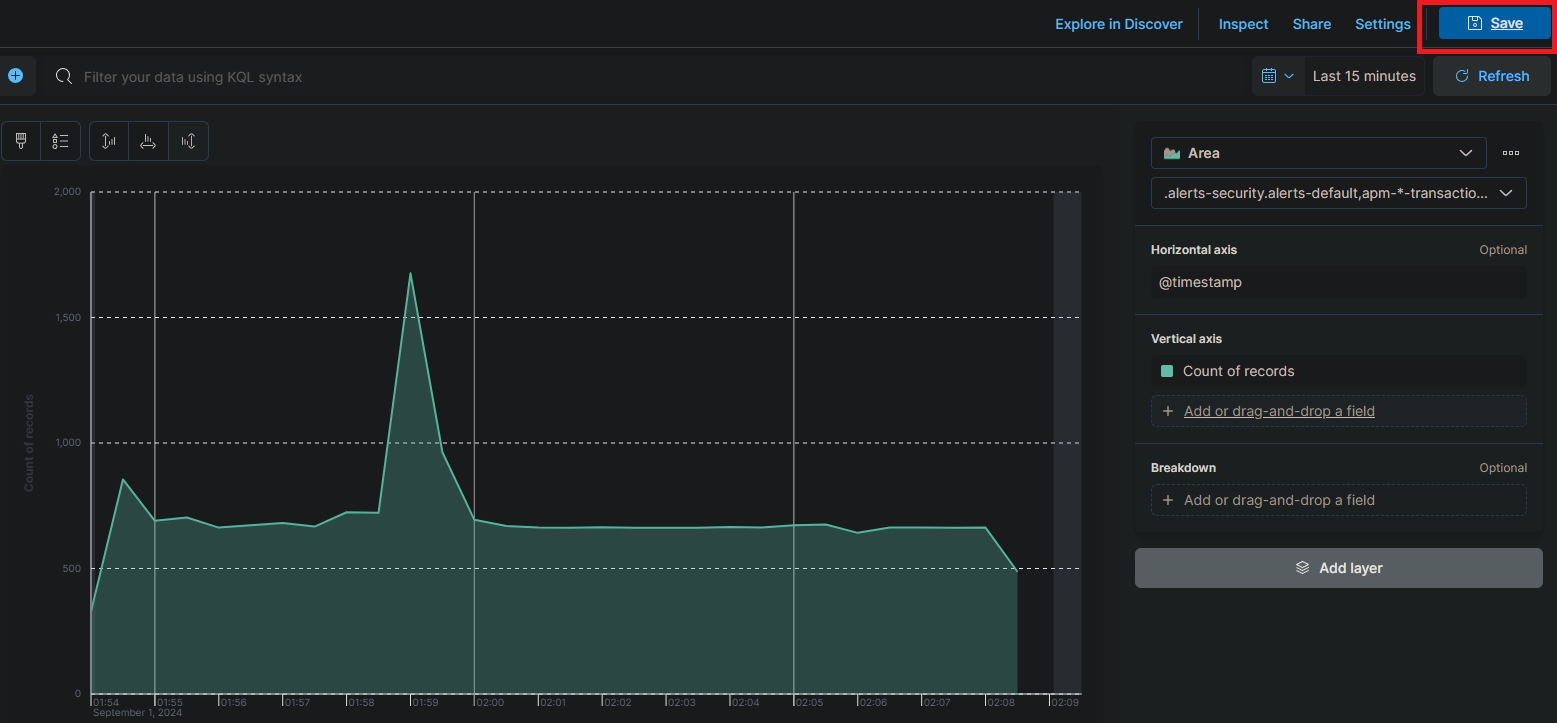 Explore in Discover
Inspect
Share
Settings
Save
Filter your data using KQL syntax
Last 15 minutes
Refresh
Area
.alerts-security.alerts-default,apm-*-transactio...
Horizontal axis
Optional
@timestamp
Vertical axis
Count of records
Add or drag-and-drop a field
Breakdown
Optional
Add or drag-and-drop a field
Add layer
Count of records
2,000
1,500
1,000
500
0
01:54
01:55
01:56
01:57
01:58
01:59
02:00
02:01
02:02
02:03
02:04
02:05
02:06
02:07
02:08
02:09
September 1, 2024